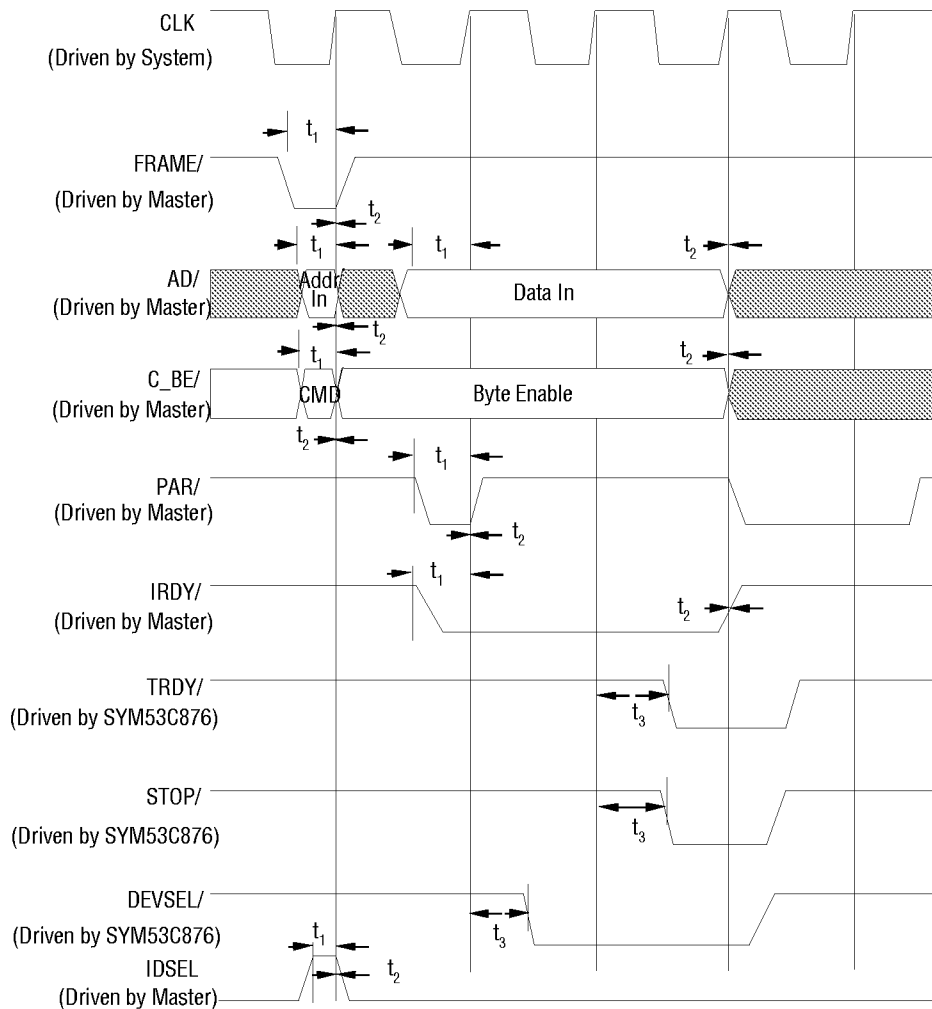 CLK
(Driven by System)
t₁
FRAME/
(Driven by Master)
t₂
t₁
t₁
t₂
AD/
(Driven by Master)
Addr
In
Data In
t₂
t₁
t₂
C_BE/
(Driven by Master)
CMD
Byte Enable
t₂
t₁
PAR/
(Driven by Master)
t₂
t₁
IRDY/
(Driven by Master)
t₂
TRDY/
(Driven by SYM53C876)
t₃
STOP/
(Driven by SYM53C876)
t₃
DEVSEL/
(Driven by SYM53C876)
t₃
t₁
IDSEL
(Driven by Master)
t₂